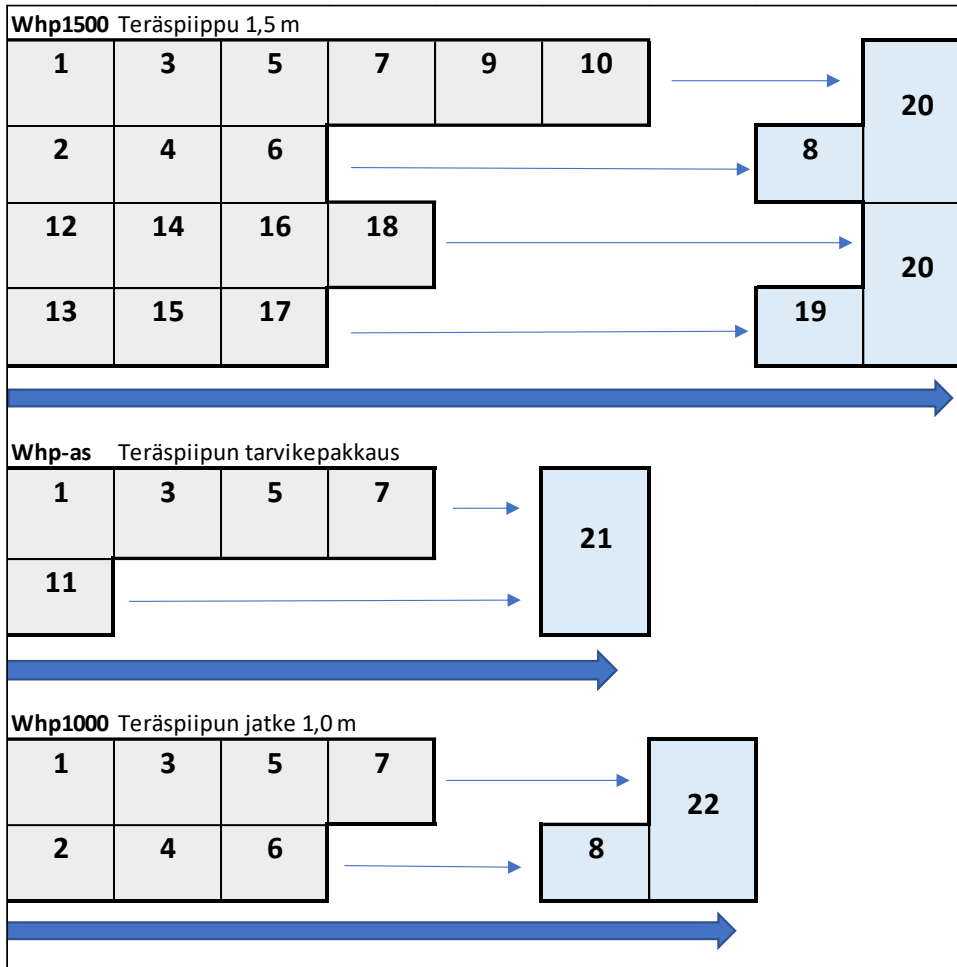 Whp1500 Teräspiippu 1,5 m
1 3 5 7 9 10
20
2 4 6 8
12 14 16 18
20
13 15 17 19
Whp-as Teräspiipun tarvikepakkaus
1 3 5 7
21
11
Whp1000 Teräspiipun jatke 1,0 m
1 3 5 7
22
2 4 6 8